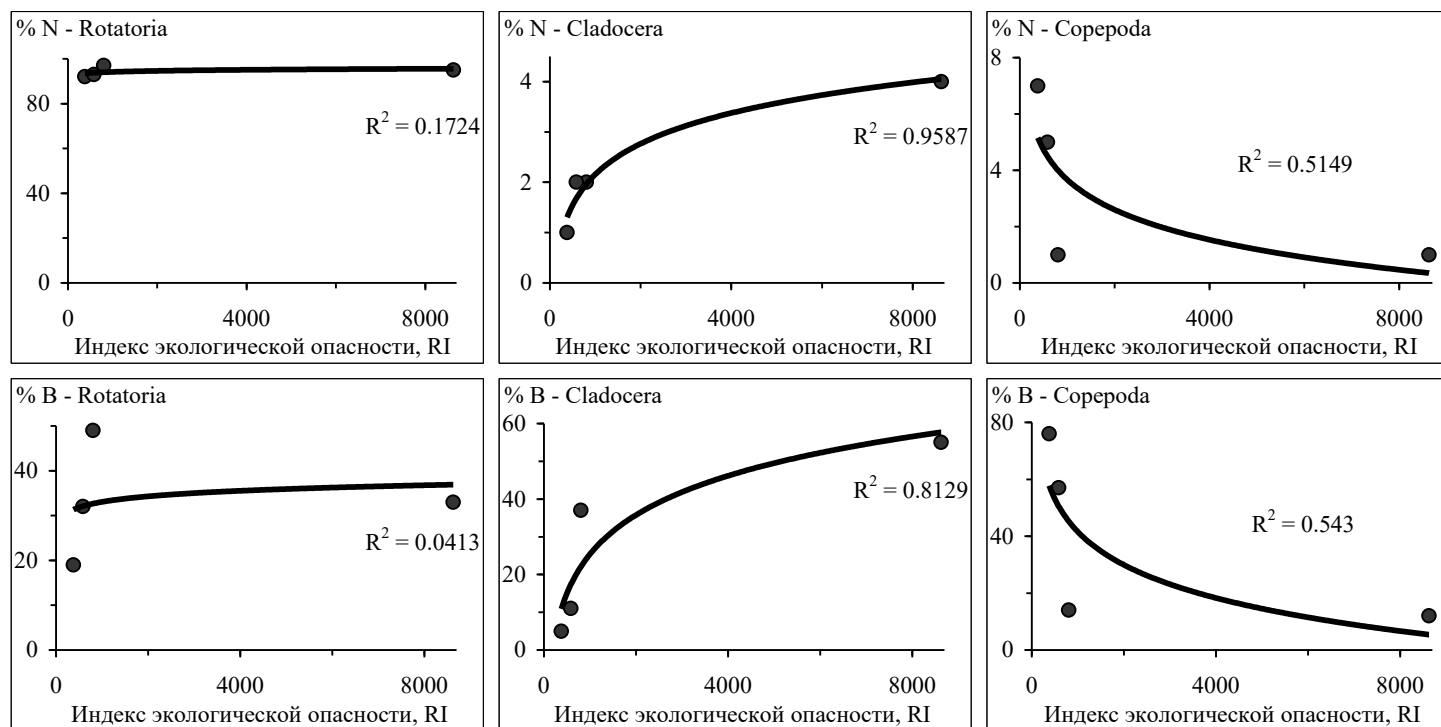 % N - Rotatoria
80
40
0
R² = 0.1724
0 4000 8000
Индекс экологической опасности, RI
% N - Cladocera
4
2
0
R² = 0.9587
0 4000 8000
Индекс экологической опасности, RI
% N - Copepoda
8
4
0
R² = 0.5149
0 4000 8000
Индекс экологической опасности, RI
% B - Rotatoria
40
20
0
R² = 0.0413
0 4000 8000
Индекс экологической опасности, RI
% B - Cladocera
60
40
20
0
R² = 0.8129
0 4000 8000
Индекс экологической опасности, RI
% B - Copepoda
80
40
0
R² = 0.543
0 4000 8000
Индекс экологической опасности, RI